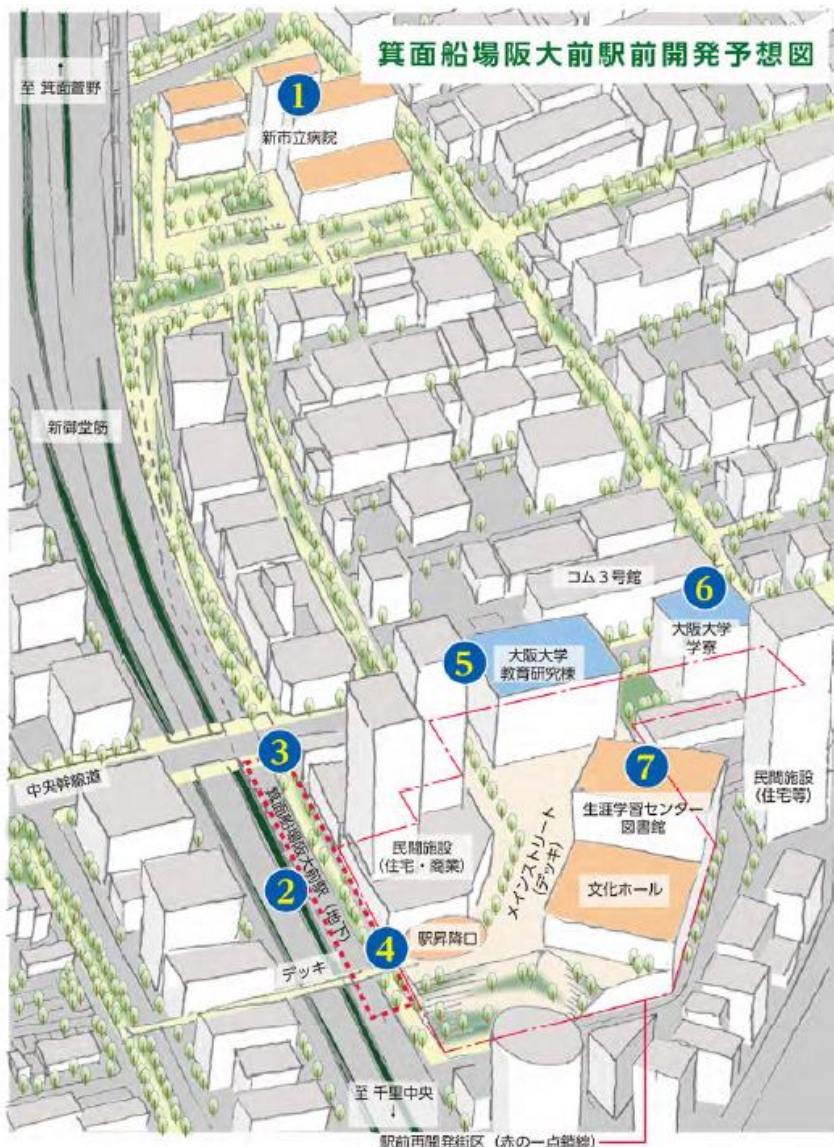 箕面船場阪大前駅前開発予想図
↑
至 箕面萱野
1
新市立病院
新御堂筋
コム3号館
6
大阪大学
学寮
5
大阪大学
教育研究棟
3
中央幹線道
7
生涯学習センター
図書館
民間施設
(住宅等)
箕面船場阪大前駅(地下)
2
民間施設
(住宅・商業)
メインストリート
(デッキ)
文化ホール
4
駅昇降口
デッキ
至 千里中央
↓
駅前再開発街区(赤の一点鎖線)